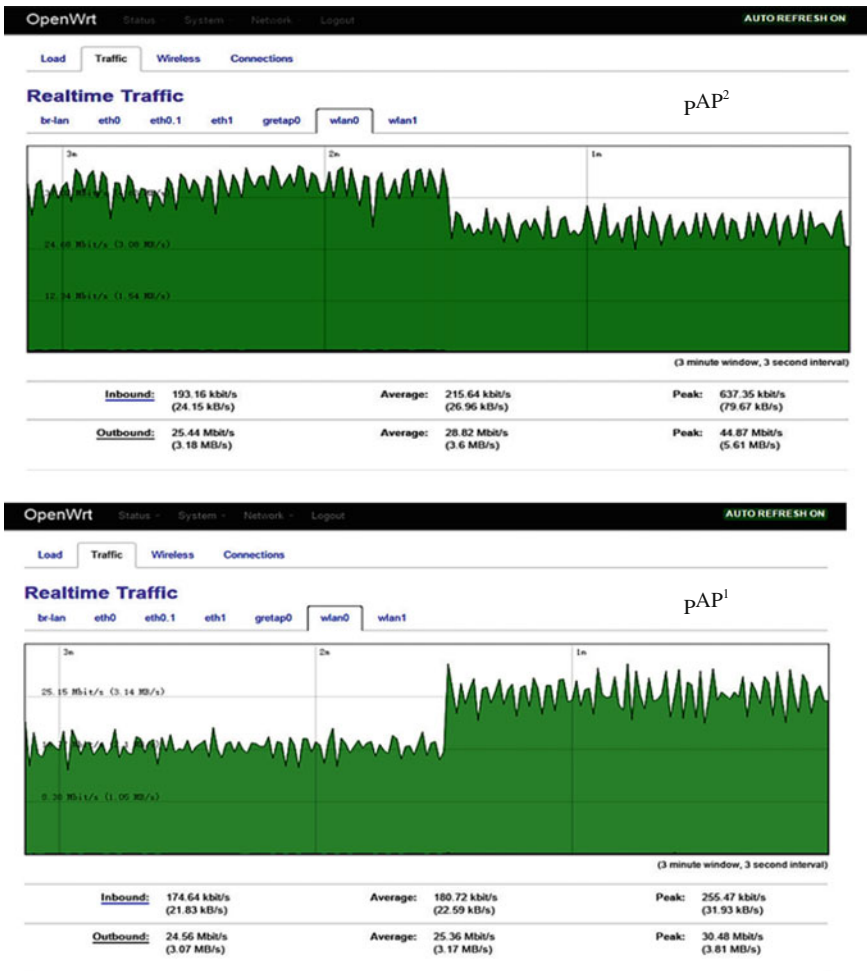 OpenWrt Status System Network Logout AUTO REFRESH ON
Load Traffic Wireless Connections
Realtime Traffic
pAP²
br-lan eth0 eth0.1 eth1 gretap0 wlan0 wlan1
3m 2m 1m
24.68 Mbit/s (3.08 MB/s)
12.34 Mbit/s (1.54 MB/s)
(3 minute window, 3 second interval)
Inbound: 193.16 kbit/s Average: 215.64 kbit/s Peak: 637.35 kbit/s
(24.15 kB/s) (26.96 kB/s) (79.67 kB/s)
Outbound: 25.44 Mbit/s Average: 28.82 Mbit/s Peak: 44.87 Mbit/s
(3.18 MB/s) (3.6 MB/s) (5.61 MB/s)
OpenWrt Status System Network Logout AUTO REFRESH ON
Load Traffic Wireless Connections
Realtime Traffic
pAP¹
br-lan eth0 eth0.1 eth1 gretap0 wlan0 wlan1
3m 2m 1m
25.15 Mbit/s (3.14 MB/s)
8.38 Mbit/s (1.05 MB/s)
(3 minute window, 3 second interval)
Inbound: 174.64 kbit/s Average: 180.72 kbit/s Peak: 255.47 kbit/s
(21.83 kB/s) (22.59 kB/s) (31.93 kB/s)
Outbound: 24.56 Mbit/s Average: 25.36 Mbit/s Peak: 30.48 Mbit/s
(3.07 MB/s) (3.17 MB/s) (3.81 MB/s)